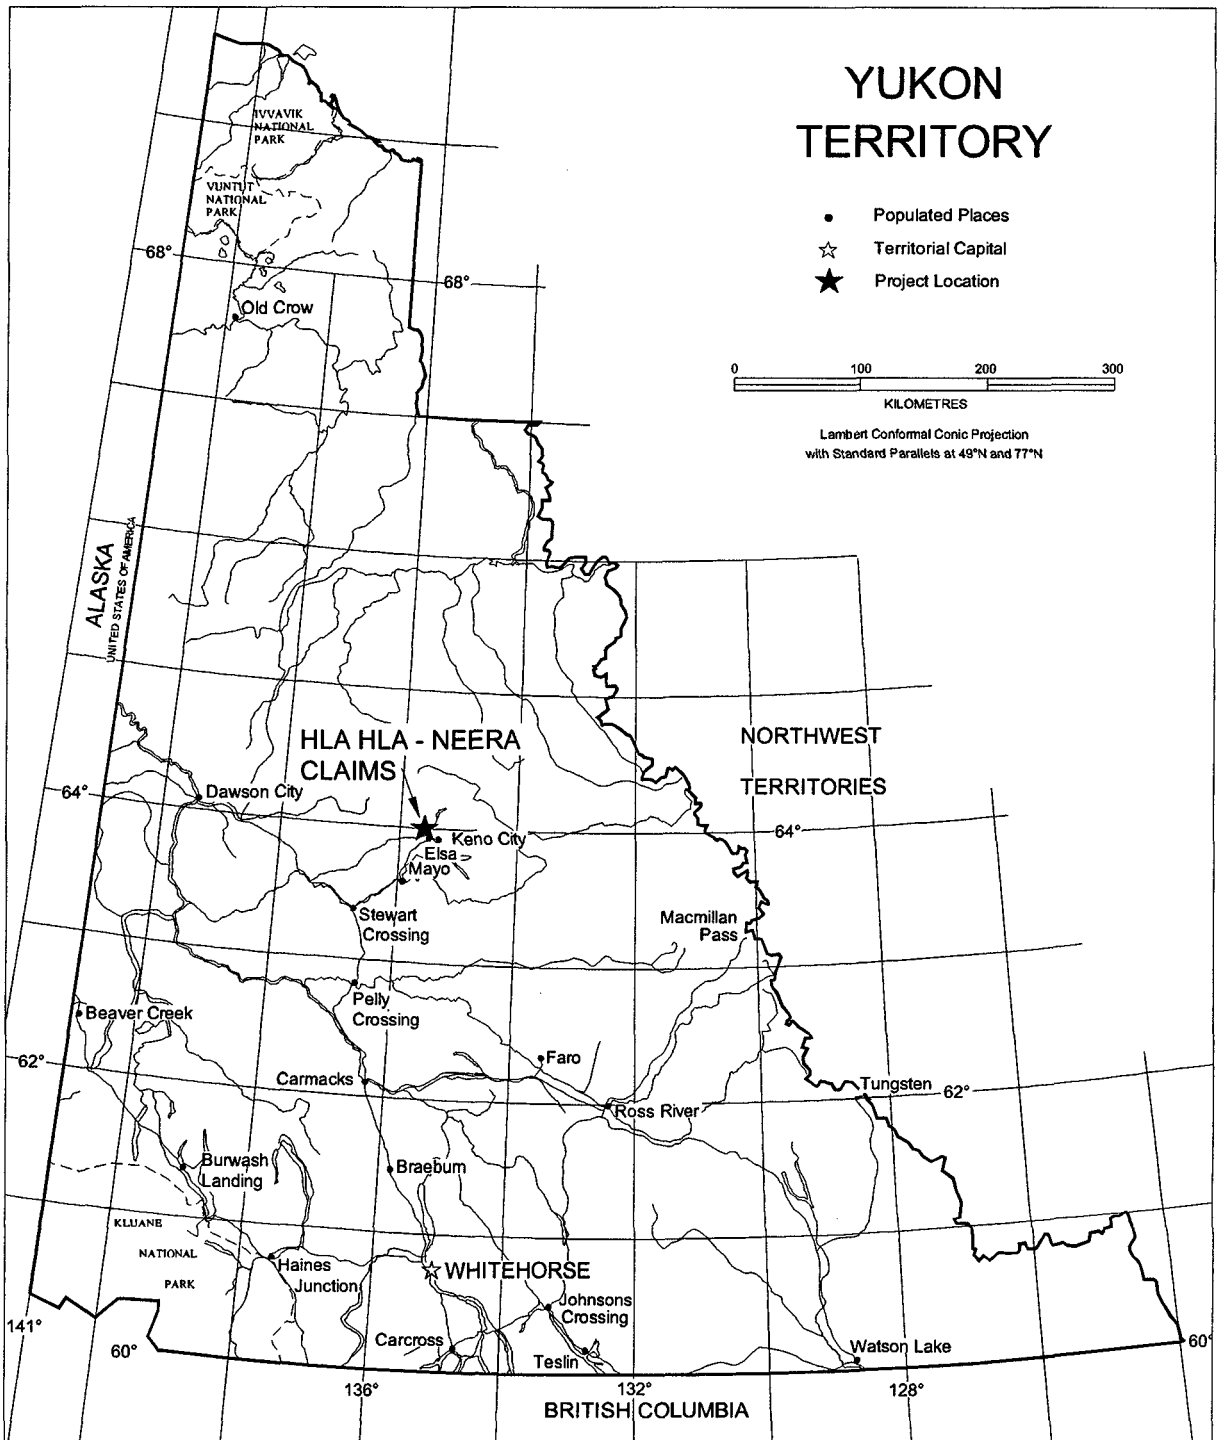 YUKON
TERRITORY
Populated Places
Territorial Capital
Project Location
0 100 200 300
KILOMETRES
Lambert Conformal Conic Projection
with Standard Parallels at 49°N and 77°N
IVVAVIK
NATIONAL
PARK
VUNTUT
NATIONAL
PARK
68°
68°
Old Crow
ALASKA
UNITED STATES OF AMERICA
HLA HLA - NEERA
CLAIMS
NORTHWEST
TERRITORIES
64°
Dawson City
64°
Keno City
Elsa
Mayo
Stewart
Crossing
Macmillan
Pass
Pelly
Crossing
Beaver Creek
62°
Faro
Carmacks
Tungsten
62°
Ross River
Braeburn
Burwash
Landing
KLUANE
NATIONAL
PARK
Haines
Junction
WHITEHORSE
Johnsons
Crossing
Carcross
Teslin
Watson Lake
141°
60°
60°
136°
132°
128°
BRITISH COLUMBIA